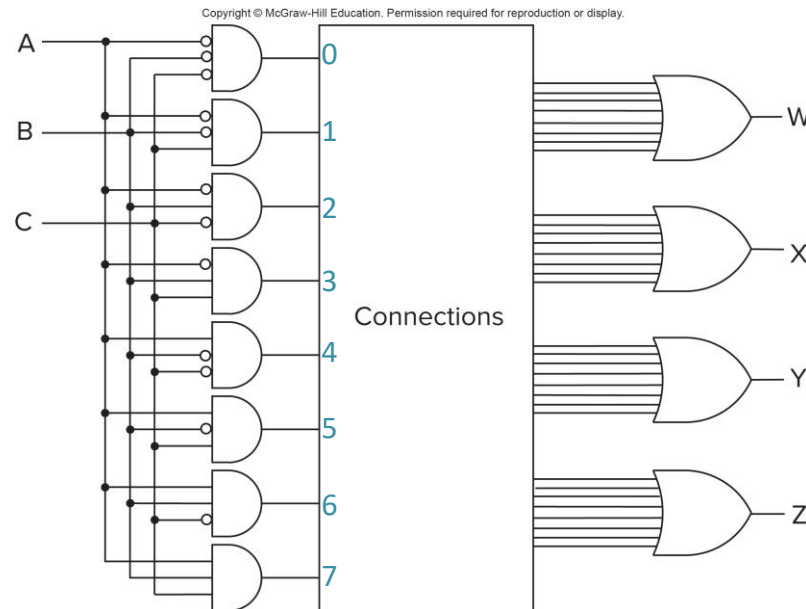 Copyright © McGraw-Hill Education. Permission required for reproduction or display.
A
B
C
0
1
2
3
4
5
6
7
Connections
W
X
Y
Z